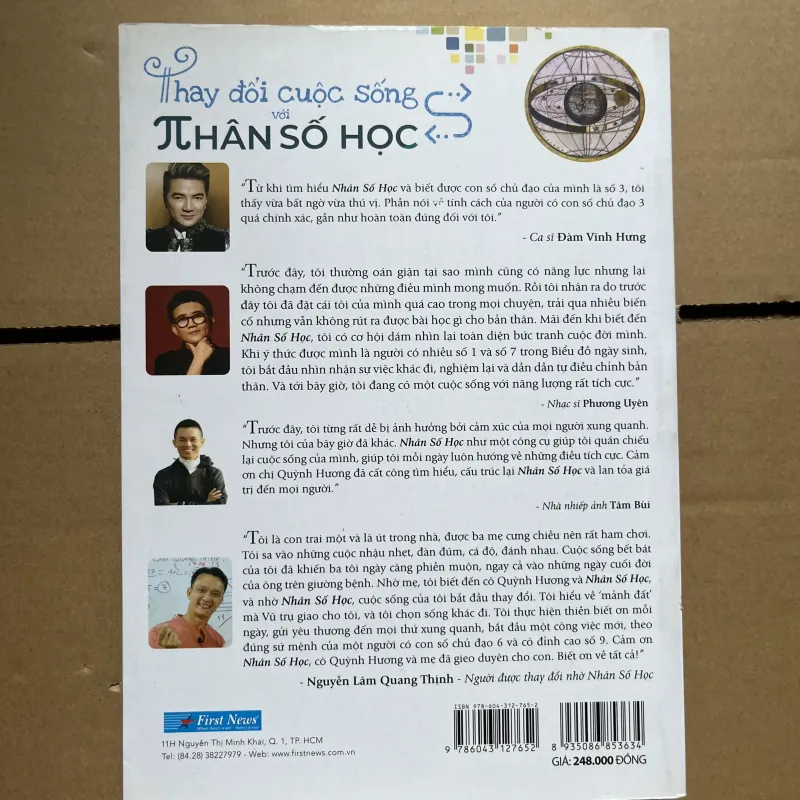 Thay đổi cuộc sống
với
πHÂN SỐ HỌC
"Từ khi tìm hiểu Nhân Số Học và biết được con số chủ đạo của mình là số 3, tôi
thấy vừa bất ngờ vừa thú vị. Phần nói về tính cách của người có con số chủ đạo 3
quá chính xác, gần như hoàn toàn đúng đối với tôi."
- Ca sĩ Đàm Vĩnh Hưng
"Trước đây, tôi thường oán giận tại sao mình cũng có năng lực nhưng lại
không chạm đến được những điều mình mong muốn. Rồi tôi nhận ra do trước
đây tôi đã đặt cái tôi của mình quá cao trong mọi chuyện, trải qua nhiều biến
cố nhưng vẫn không rút ra được bài học gì cho bản thân. Mãi đến khi biết đến
Nhân Số Học, tôi có cơ hội dám nhìn lại toàn diện bức tranh cuộc đời mình.
Khi ý thức được mình là người có nhiều số 1 và số 7 trong Biểu đồ ngày sinh,
tôi bắt đầu nhìn nhận sự việc khác đi, nghiệm lại và dần dần tự điều chỉnh bản
thân. Và tới bây giờ, tôi đang có một cuộc sống với năng lượng rất tích cực."
- Nhạc sĩ Phương Uyên
"Trước đây, tôi từng rất dễ bị ảnh hưởng bởi cảm xúc của mọi người xung quanh.
Nhưng tôi của bây giờ đã khác. Nhân Số Học như một công cụ giúp tôi quán chiếu
lại cuộc sống của mình, giúp tôi mỗi ngày luôn hướng về những điều tích cực. Cảm
ơn chị Quỳnh Hương đã cất công tìm hiểu, cấu trúc lại Nhân Số Học và lan tỏa giá
trị đến mọi người."
- Nhà nhiếp ảnh Tâm Bùi
"Tôi là con trai một và là út trong nhà, được ba mẹ cưng chiều nên rất ham chơi.
Tôi sa vào những cuộc nhậu nhẹt, đàn đúm, cá độ, đánh nhau. Cuộc sống bết bát
của tôi đã khiến ba tôi ngày càng phiền muộn, ngay cả vào những ngày cuối đời
của ông trên giường bệnh. Nhờ mẹ, tôi biết đến cô Quỳnh Hương và Nhân Số Học,
và nhờ Nhân Số Học, cuộc sống của tôi bắt đầu thay đổi. Tôi hiểu về 'mảnh đất'
mà Vũ trụ giao cho tôi, và tôi chọn sống khác đi. Tôi thực hiện thiền biết ơn mỗi
ngày, gửi yêu thương đến mọi thứ xung quanh, bắt đầu một công việc mới, theo
đúng sứ mệnh của một người có con số chủ đạo 6 và có đỉnh cao số 9. Cảm ơn
Nhân Số Học, cô Quỳnh Hương và mẹ đã gieo duyên cho con. Biết ơn về tất cả!"
- Nguyễn Lâm Quang Thịnh - Người được thay đổi nhờ Nhân Số Học
First News
11H Nguyễn Thị Minh Khai, Q. 1, TP. HCM
Tel: (84.28) 38227979 - Web: www.firstnews.com.vn
ISBN 978-604-312-765-2
9 786043 127652
8 935086 853634
GIÁ: 248.000 ĐỒNG